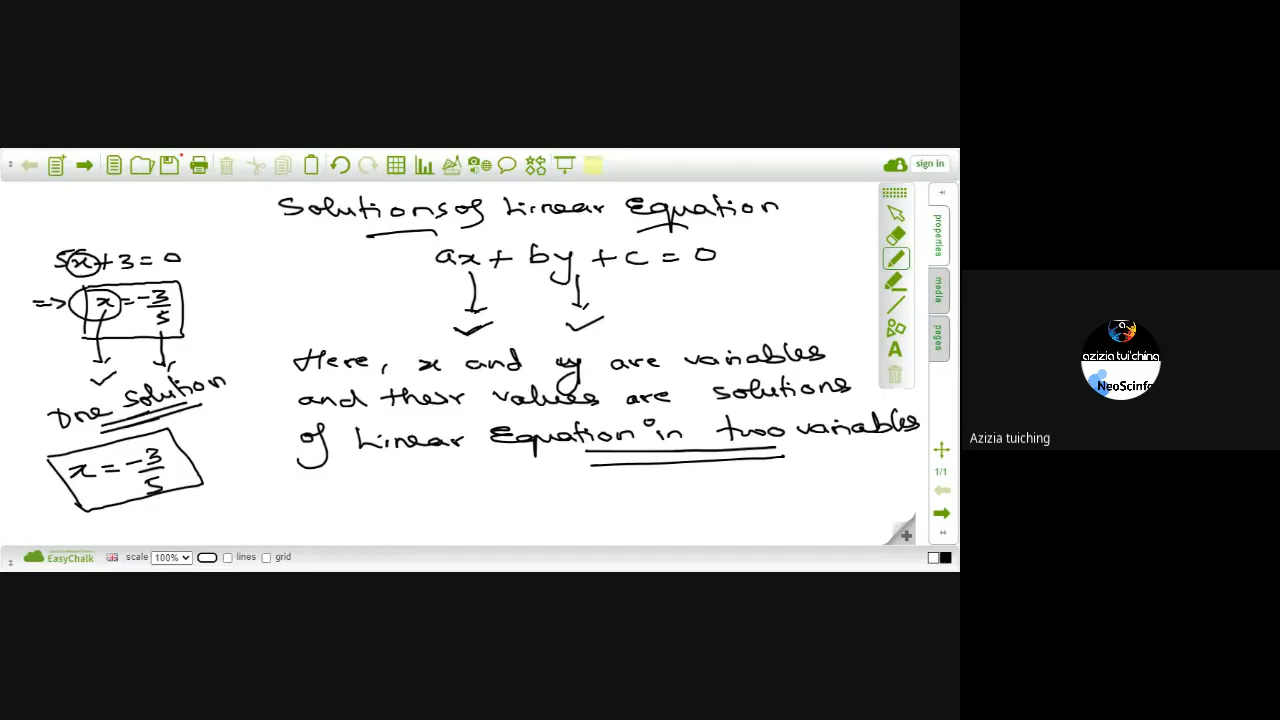 sign in
Solutions of Linear Equation
ax + by + c = 0
5x + 3 = 0
=> x = -3/5
One solution
x = -3/5
Here, x and y are variables
and their values are solutions
of Linear Equation in two variables
properties
media
pages
1/1
EasyChalk
scale 100%
lines
grid
azizia tui'ching
NeoScinfo
Azizia tuiching